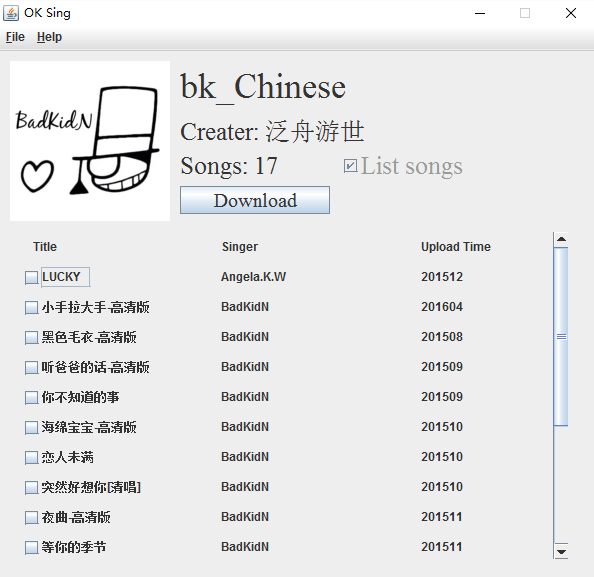 OK Sing
File Help
BadKidN
bk_Chinese
Creater: 泛舟游世
Songs: 17 List songs
Download
Title Singer Upload Time
LUCKY Angela.K.W 201512
小手拉大手-高清版 BadKidN 201604
黑色毛衣-高清版 BadKidN 201508
听爸爸的话-高清版 BadKidN 201509
你不知道的事 BadKidN 201509
海绵宝宝-高清版 BadKidN 201510
恋人未满 BadKidN 201510
突然好想你[清唱] BadKidN 201510
夜曲-高清版 BadKidN 201511
等你的季节 BadKidN 201511